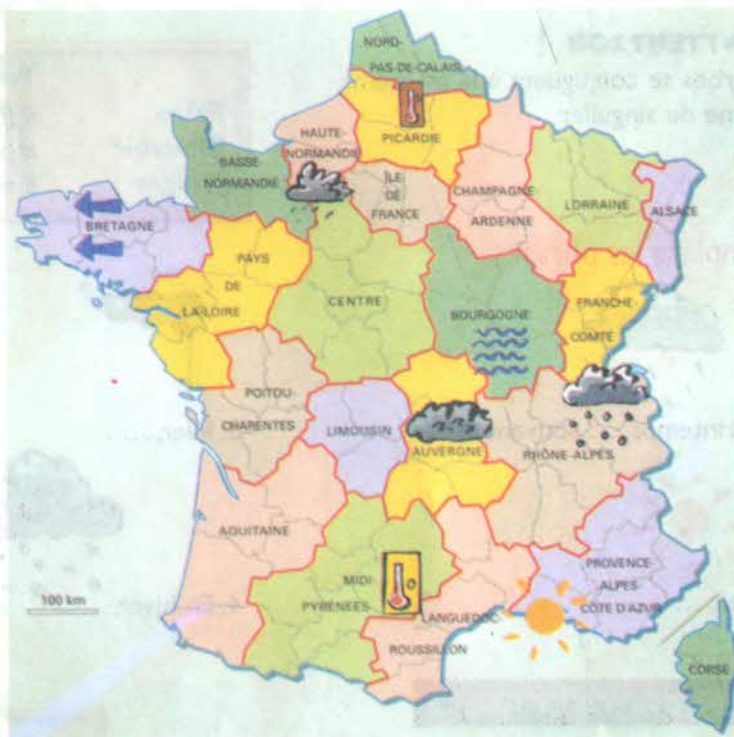 NORD-
PAS-DE-CALAIS
PICARDIE
HAUTE-
NORMANDIE
BASSE
NORMANDIE
ÎLE
DE
FRANCE
CHAMPAGNE-
ARDENNE
LORRAINE
ALSACE
BRETAGNE
PAYS
DE
LA-LOIRE
CENTRE
BOURGOGNE
FRANCHE-
COMTÉ
POITOU-
CHARENTES
LIMOUSIN
AUVERGNE
RHÔNE-ALPES
AQUITAINE
MIDI-
PYRÉNÉES
LANGUEDOC-
ROUSSILLON
PROVENCE
ALPES
CÔTE D'AZUR
CORSE
100 km